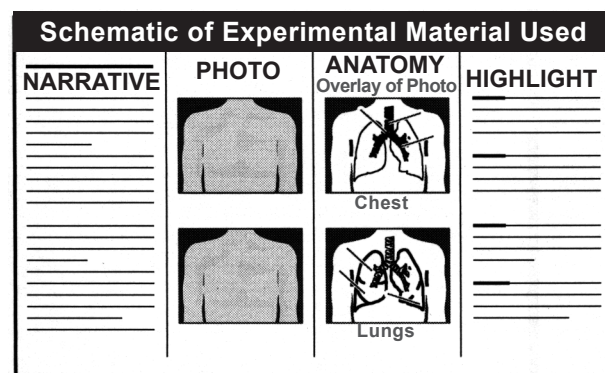 Schematic of Experimental Material Used
NARRATIVE
PHOTO
ANATOMY
Overlay of Photo
HIGHLIGHT
Chest
Lungs